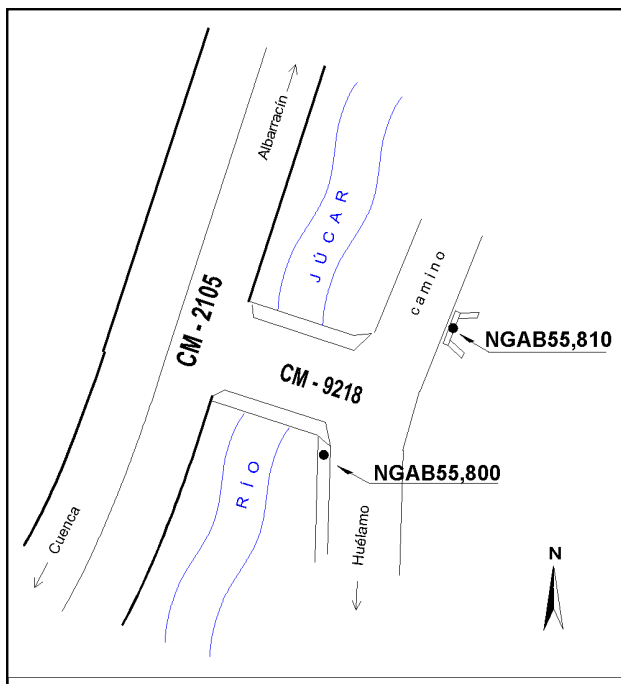 Albarracín
JÚCAR
camino
CM - 2105
NGAB55,810
CM - 9218
NGAB55,800
RÍO
Cuenca
Huélamo
N